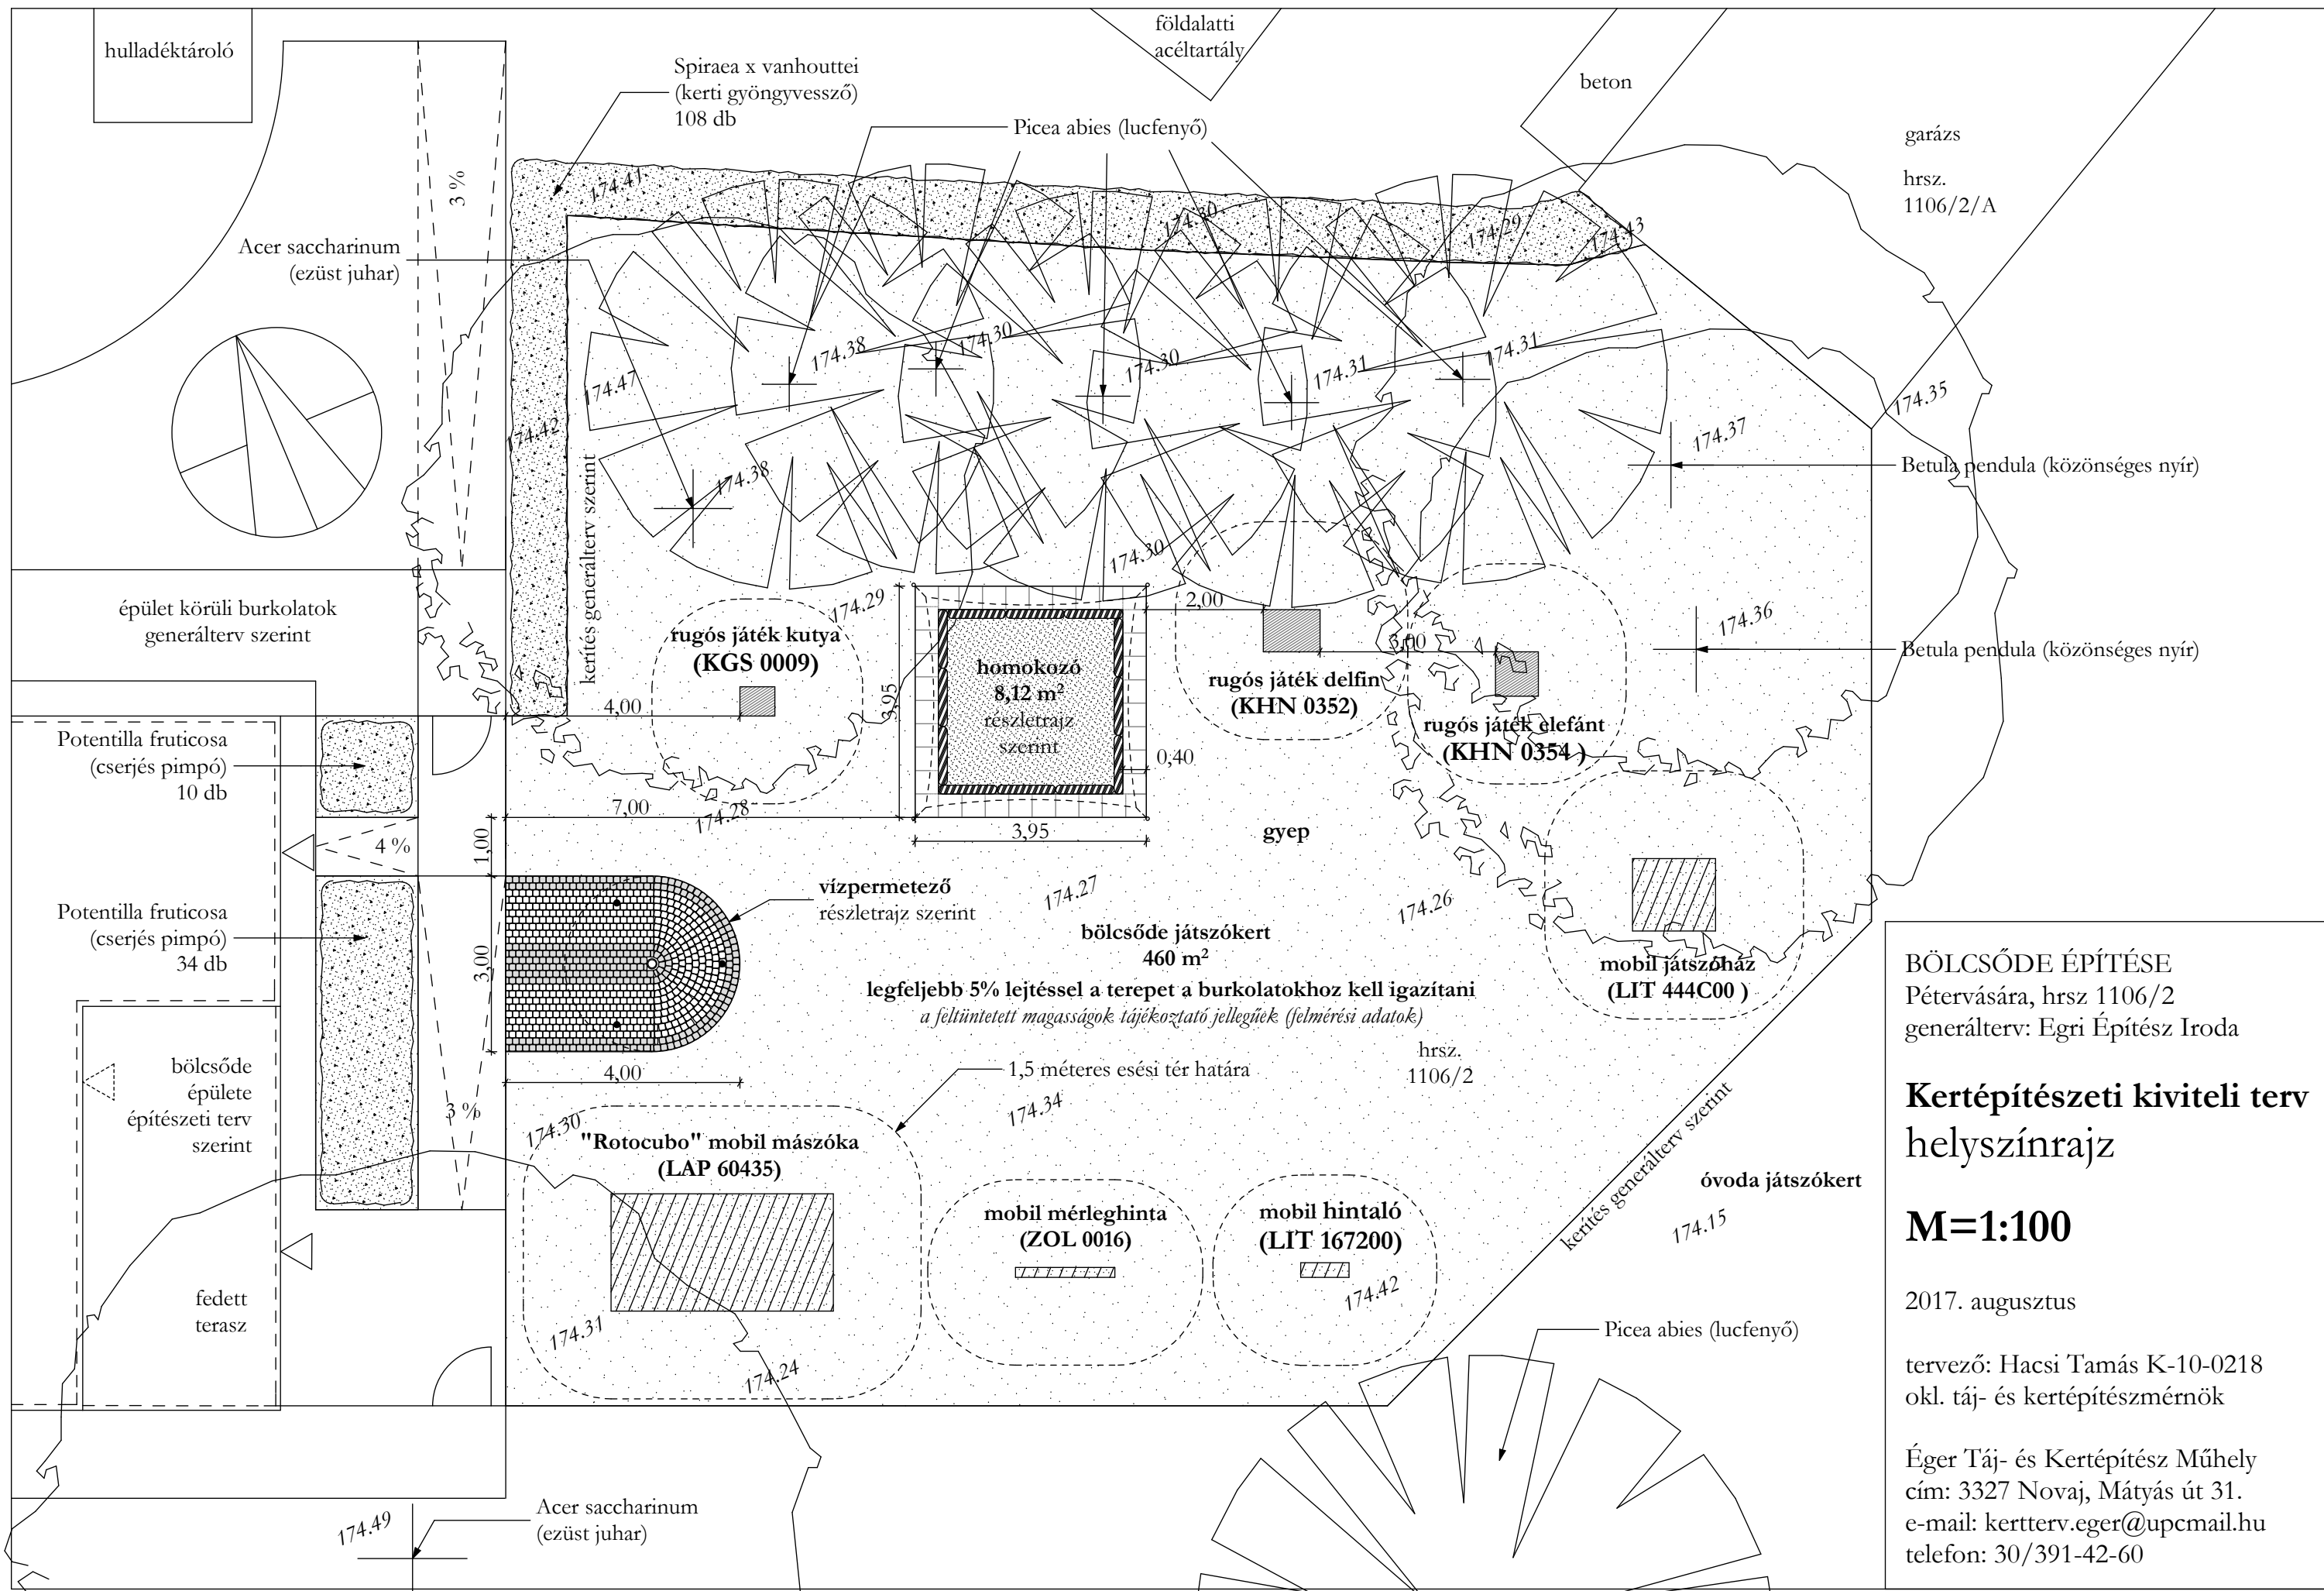 hulladéktároló
földalatti
acéltartály
Spiraea x vanhouttei
(kerti gyöngyvessző)
108 db
beton
Picea abies (lucfenyő)
garázs
hrsz.
1106/2/A
3 %
174.41
174.30
174.29
174.43
Acer saccharinum
(ezüst juhar)
174.38
174.30
174.30
174.31
174.31
174.47
174.35
174.42
174.37
174.38
Betula pendula (közönséges nyír)
kerítés generálterv szerint
174.30
épület körüli burkolatok
generálterv szerint
174.29
2,00
174.36
rugós játék kutya
(KGS 0009)
3,00
Betula pendula (közönséges nyír)
homokozó
8,12 m²
részletrajz
szerint
rugós játék delfin
(KHN 0352)
4,00
3,95
rugós játék elefánt
(KHN 0354 )
Potentilla fruticosa
(cserjés pimpó)
10 db
0,40
7,00
174.28
3,95
gyep
4 %
1,00
vízpermetező
részletrajz szerint
174.27
174.26
Potentilla fruticosa
(cserjés pimpó)
34 db
3,00
bölcsőde játszókert
460 m²
legfeljebb 5% lejtéssel a terepet a burkolatokhoz kell igazítani
a feltüntetett magasságok tájékoztató jellegűek (felmérési adatok)
mobil játszóház
(LIT 444C00 )
hrsz.
1106/2
4,00
1,5 méteres esési tér határa
174.34
bölcsőde
épülete
építészeti terv
szerint
3 %
174.30
"Rotocubo" mobil mászóka
(LAP 60435)
kerítés generálterv szerint
óvoda játszókert
174.15
mobil mérleghinta
(ZOL 0016)
mobil hintaló
(LIT 167200)
174.42
fedett
terasz
174.31
174.24
Picea abies (lucfenyő)
174.49
Acer saccharinum
(ezüst juhar)
BÖLCSŐDE ÉPÍTÉSE
Pétervására, hrsz 1106/2
generálterv: Egri Építész Iroda
Kertépítészeti kiviteli terv
helyszínrajz
M=1:100
2017. augusztus
tervező: Hacsi Tamás K-10-0218
okl. táj- és kertépítészmérnök
Éger Táj- és Kertépítész Műhely
cím: 3327 Novaj, Mátyás út 31.
e-mail: kertterv.eger@upcmail.hu
telefon: 30/391-42-60